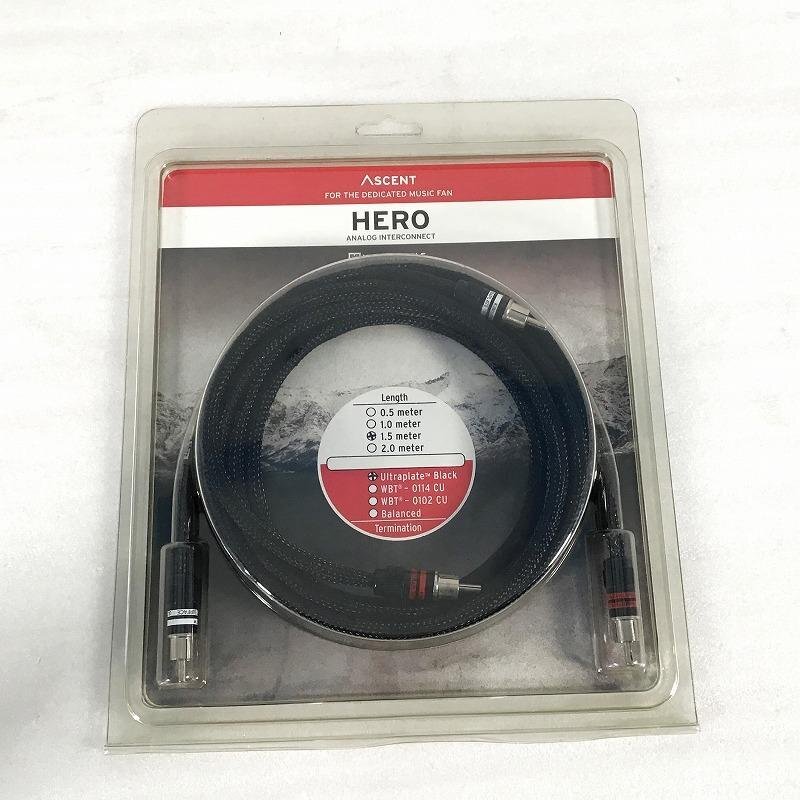 ASCENT
FOR THE DEDICATED MUSIC FAN
HERO
ANALOG INTERCONNECT
Length
0.5 meter
1.0 meter
1.5 meter
2.0 meter
Ultraplate™ Black
WBT® - 0114 CU
WBT® - 0102 CU
Balanced
Termination